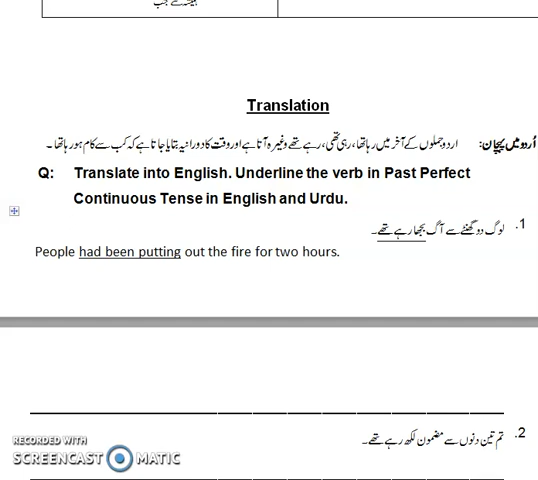 ہمیشہ سے جب
Translation
اُردو میں پہچان: اردو جملوں کے آخر میں رہا تھا، رہی تھی، رہے تھے وغیرہ آتا ہے اور وقت کا دورانیہ بتایا جاتا ہے کہ کب سے کام ہو رہا تھا۔
Q: Translate into English. Underline the verb in Past Perfect
Continuous Tense in English and Urdu.
1. لوگ دو گھنٹے سے آگ بجھا رہے تھے۔
People had been putting out the fire for two hours.
2. تم تین دنوں سے مضمون لکھ رہے تھے۔
RECORDED WITH
SCREENCAST MATIC